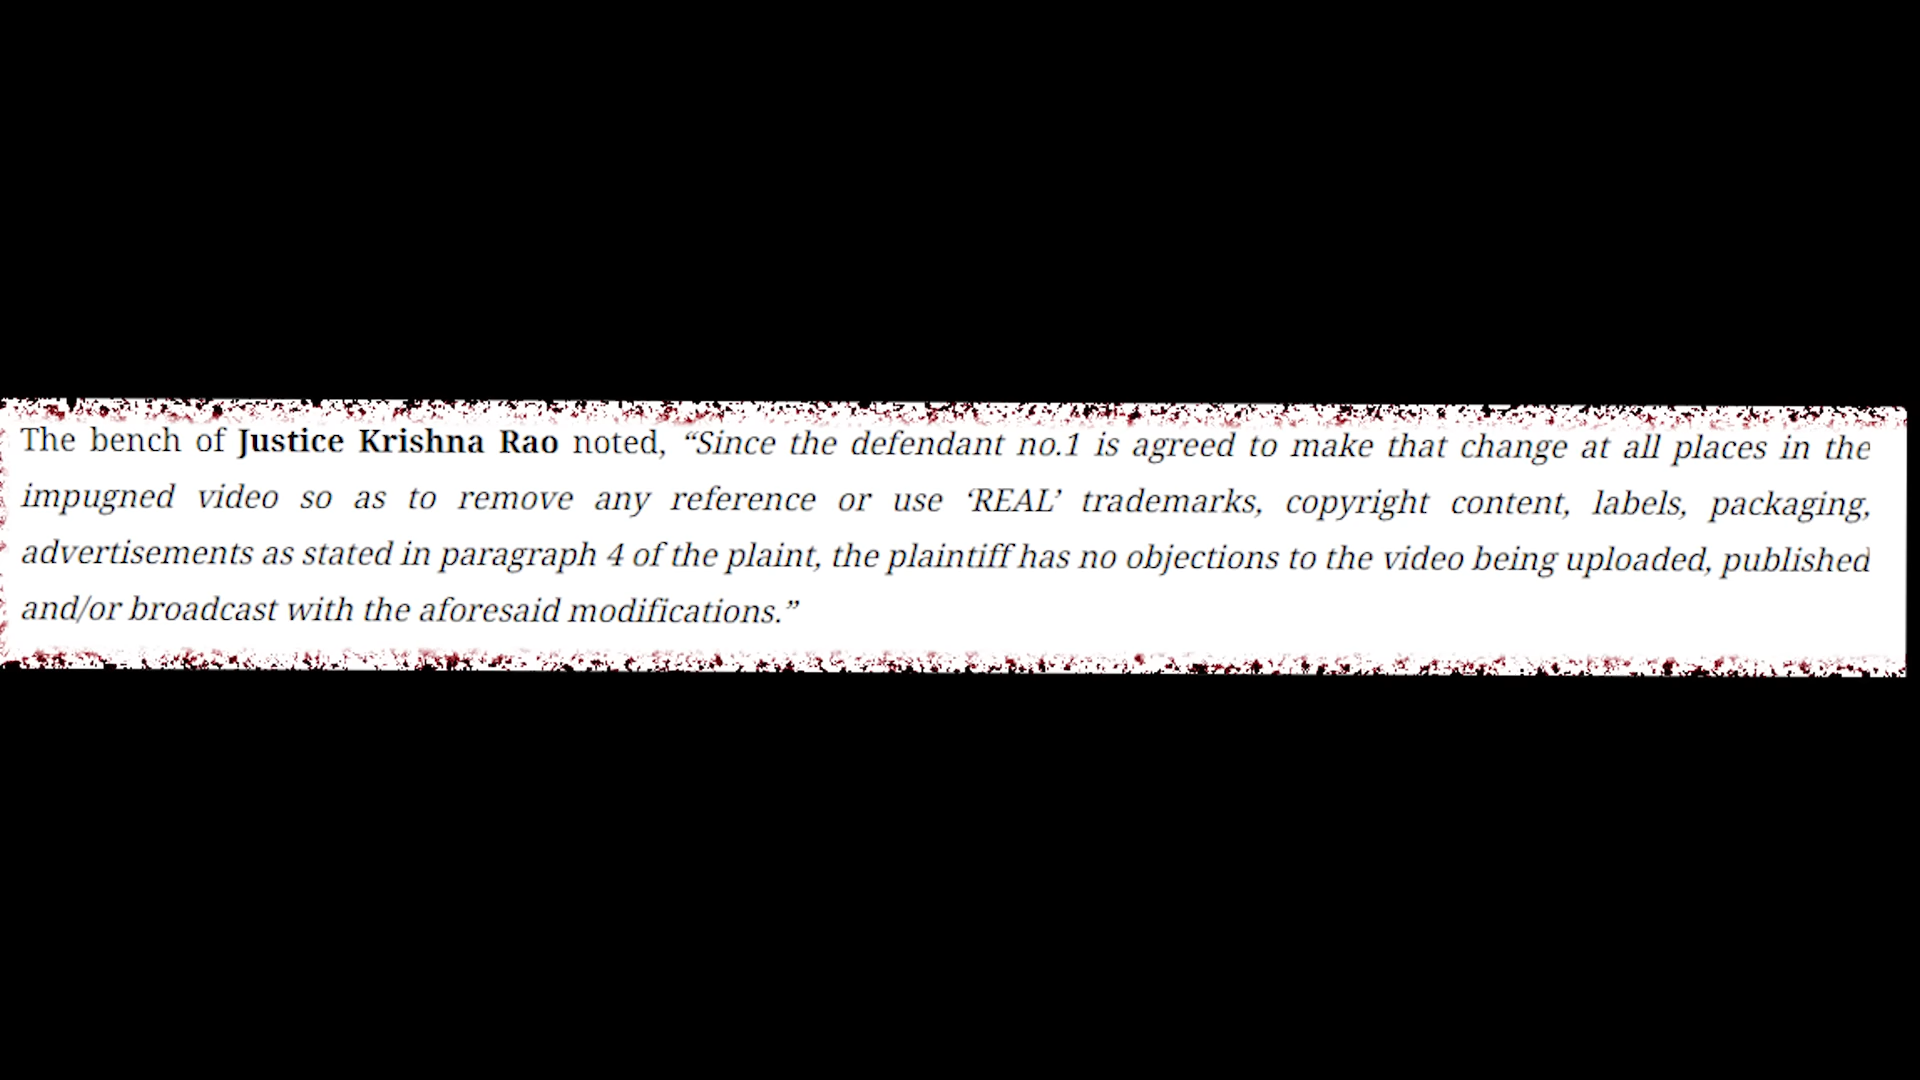 The bench of Justice Krishna Rao noted, “Since the defendant no.1 is agreed to make that change at all places in the
impugned video so as to remove any reference or use ‘REAL’ trademarks, copyright content, labels, packaging,
advertisements as stated in paragraph 4 of the plaint, the plaintiff has no objections to the video being uploaded, published
and/or broadcast with the aforesaid modifications.”